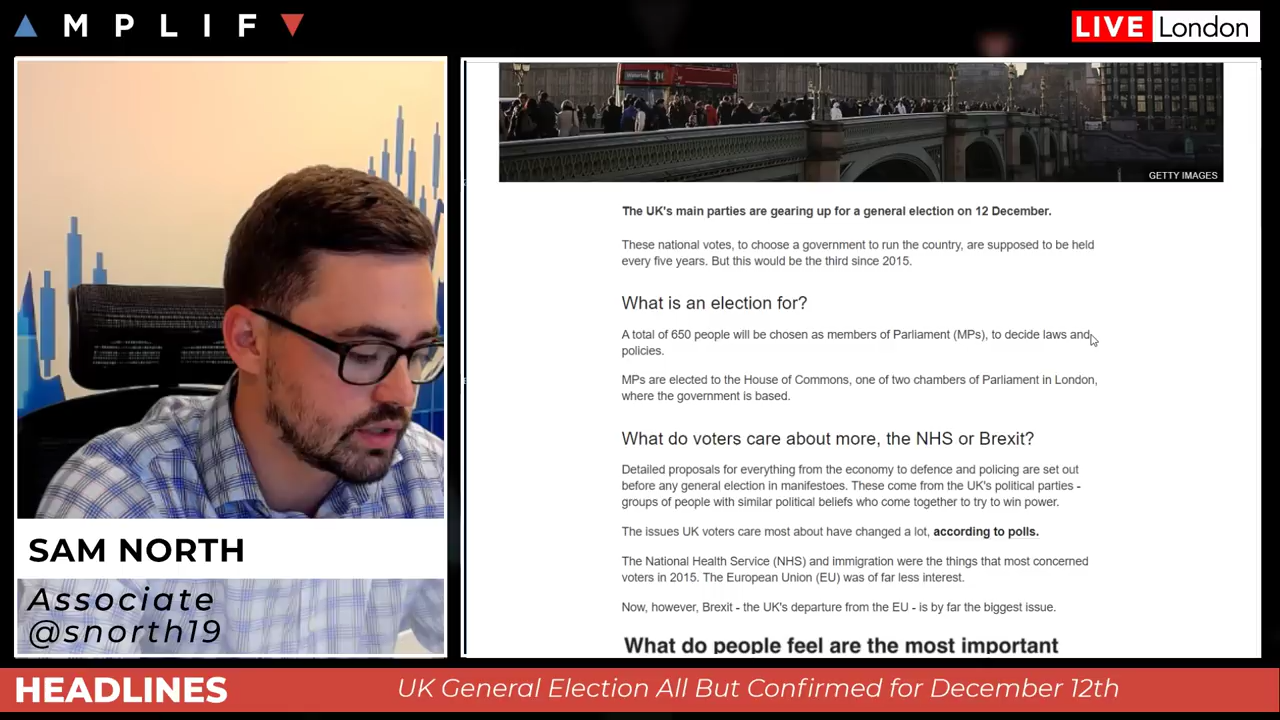 ▲ M P L I F ▼
LIVE London
GETTY IMAGES
The UK's main parties are gearing up for a general election on 12 December.
These national votes, to choose a government to run the country, are supposed to be held
every five years. But this would be the third since 2015.
What is an election for?
A total of 650 people will be chosen as members of Parliament (MPs), to decide laws and
policies.
MPs are elected to the House of Commons, one of two chambers of Parliament in London,
where the government is based.
What do voters care about more, the NHS or Brexit?
Detailed proposals for everything from the economy to defence and policing are set out
before any general election in manifestoes. These come from the UK's political parties -
groups of people with similar political beliefs who come together to try to win power.
The issues UK voters care most about have changed a lot, according to polls.
The National Health Service (NHS) and immigration were the things that most concerned
voters in 2015. The European Union (EU) was of far less interest.
Now, however, Brexit - the UK's departure from the EU - is by far the biggest issue.
What do people feel are the most important
SAM NORTH
Associate
@snorth19
HEADLINES
UK General Election All But Confirmed for December 12th